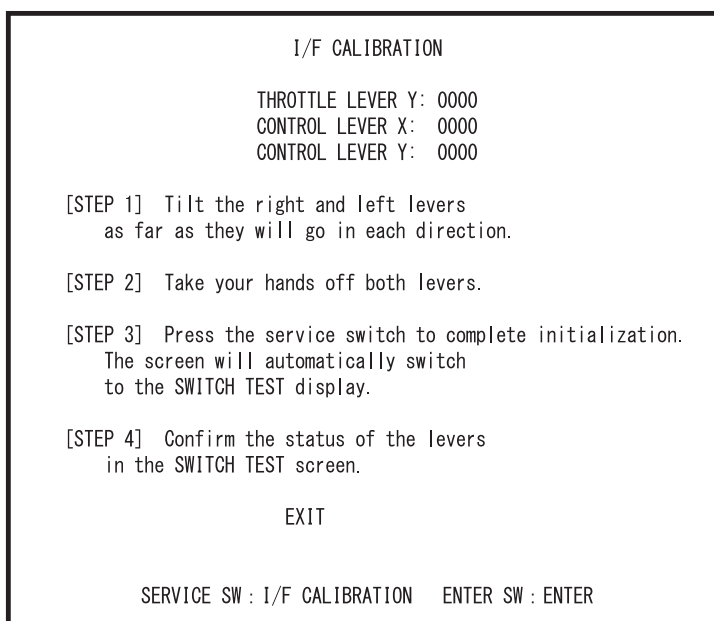 I/F CALIBRATION
THROTTLE LEVER Y: 0000
CONTROL LEVER X: 0000
CONTROL LEVER Y: 0000
[STEP 1] Tilt the right and left levers
as far as they will go in each direction.
[STEP 2] Take your hands off both levers.
[STEP 3] Press the service switch to complete initialization.
The screen will automatically switch
to the SWITCH TEST display.
[STEP 4] Confirm the status of the levers
in the SWITCH TEST screen.
EXIT
SERVICE SW : I/F CALIBRATION ENTER SW : ENTER